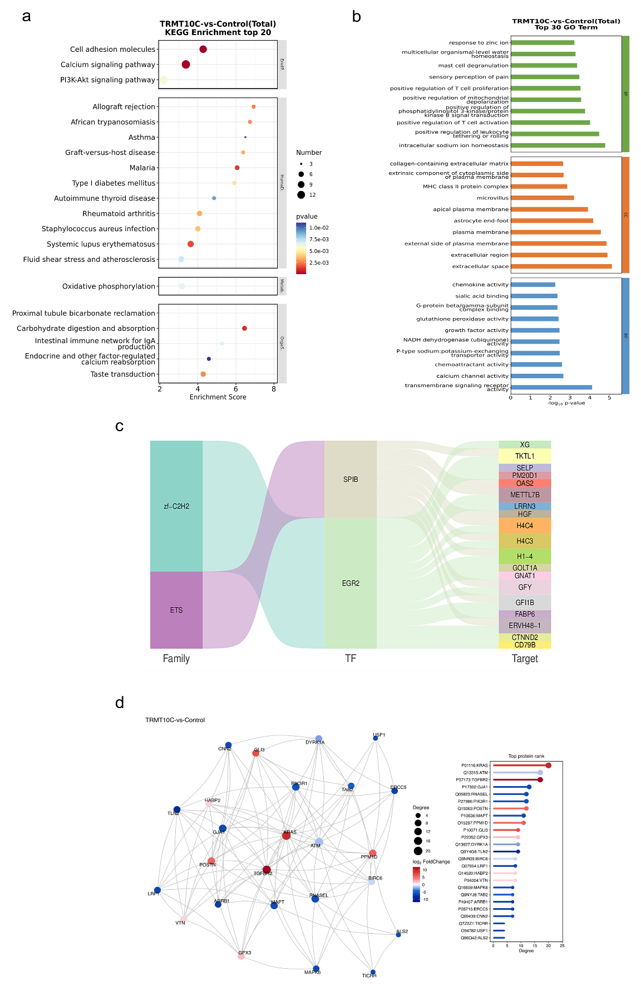 a
TRMT10C-vs-Control(Total)
KEGG Enrichment top 20
Cell adhesion molecules
Calcium signaling pathway
PI3K-Akt signaling pathway
EnvIP.
Allograft rejection
African trypanosomiasis
Asthma
Graft-versus-host disease
Malaria
Type I diabetes mellitus
Autoimmune thyroid disease
Rheumatoid arthritis
Staphylococcus aureus infection
Systemic lupus erythematosus
Fluid shear stress and atherosclerosis
HumaD.
Oxidative phosphorylation
Metab.
Proximal tubule bicarbonate reclamation
Carbohydrate digestion and absorption
Intestinal immune network for IgA
production
Endocrine and other factor-regulated
calcium reabsorption
Taste transduction
OrgaS.
2 4 6 8
Enrichment Score
Number
3
6
9
12
pvalue
1.0e-02
7.5e-03
5.0e-03
2.5e-03
b
TRMT10C-vs-Control(Total)
Top 30 GO Term
response to zinc ion
multicellular organismal-level water
homeostasis
mast cell degranulation
sensory perception of pain
positive regulation of T cell proliferation
positive regulation of mitochondrial
depolarization
positive regulation of
phosphatidylinositol 3-kinase/protein
kinase B signal transduction
positive regulation of T cell activation
positive regulation of leukocyte
tethering or rolling
intracellular sodium ion homeostasis
BP
collagen-containing extracellular matrix
extrinsic component of cytoplasmic side
of plasma membrane
MHC class II protein complex
microvillus
apical plasma membrane
astrocyte end-foot
plasma membrane
external side of plasma membrane
extracellular region
extracellular space
CC
chemokine activity
sialic acid binding
G-protein beta/gamma-subunit
complex binding
glutathione peroxidase activity
growth factor activity
NADH dehydrogenase (ubiquinone)
activity
P-type sodium:potassium-exchanging
transporter activity
chemoattractant activity
calcium channel activity
transmembrane signaling receptor
activity
MF
0 1 2 3 4 5
-log10 p-value
c
zf-C2H2
ETS
SPIB
EGR2
XG
TKTL1
SELP
PM20D1
OAS2
METTL7B
LRRN3
HGF
H4C4
H4C3
H1-4
GOLT1A
GNAT1
GFY
GFI1B
FABP6
ERVH48-1
CTNND2
CD79B
Family
TF
Target
d
TRMT10C-vs-Control
USP1
DYRK1A
CNN2
GLI3
PIK3R1
TAB2
ERCC5
HABP2
TLN2
GJA1
KRAS
ATM
PPM1D
POSTN
TGFBR2
BIRC6
LRP1
ARRB1
MAPT
RNASEL
VTN
ALS2
GPX3
MAPK6
TICRR
Degree
4
8
12
16
20
log2 FoldChange
10
5
0
-5
-10
Top protein rank
P01116:KRAS
Q13315:ATM
P37173:TGFBR2
P17302:GJA1
Q05823:RNASEL
P27986:PIK3R1
Q15063:POSTN
P10636:MAPT
O15297:PPM1D
P10071:GLI3
P22352:GPX3
Q13627:DYRK1A
Q9Y4G6:TLN2
Q9NR09:BIRC6
Q07954:LRP1
Q14520:HABP2
P04004:VTN
Q16659:MAPK6
Q9NYJ8:TAB2
P49407:ARRB1
P28715:ERCC5
Q99439:CNN2
Q7Z2Z1:TICRR
O94782:USP1
Q96Q42:ALS2
0 5 10 15 20 25
Degree